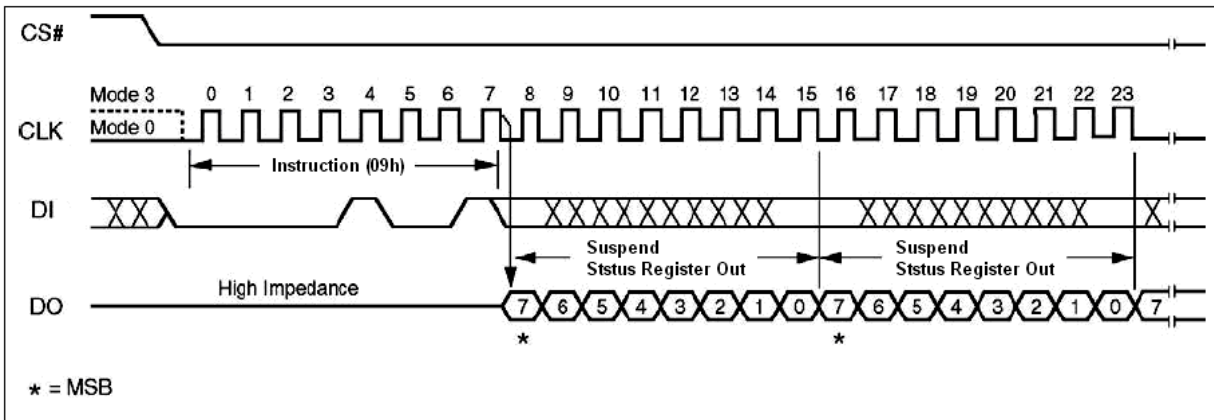 CS#
Mode 3
0 1 2 3 4 5 6 7 8 9 10 11 12 13 14 15 16 17 18 19 20 21 22 23
CLK
Mode 0
Instruction (09h)
DI
Suspend
Ststus Register Out
Suspend
Ststus Register Out
High Impedance
DO
7 6 5 4 3 2 1 0 7 6 5 4 3 2 1 0 7
* *
* = MSB